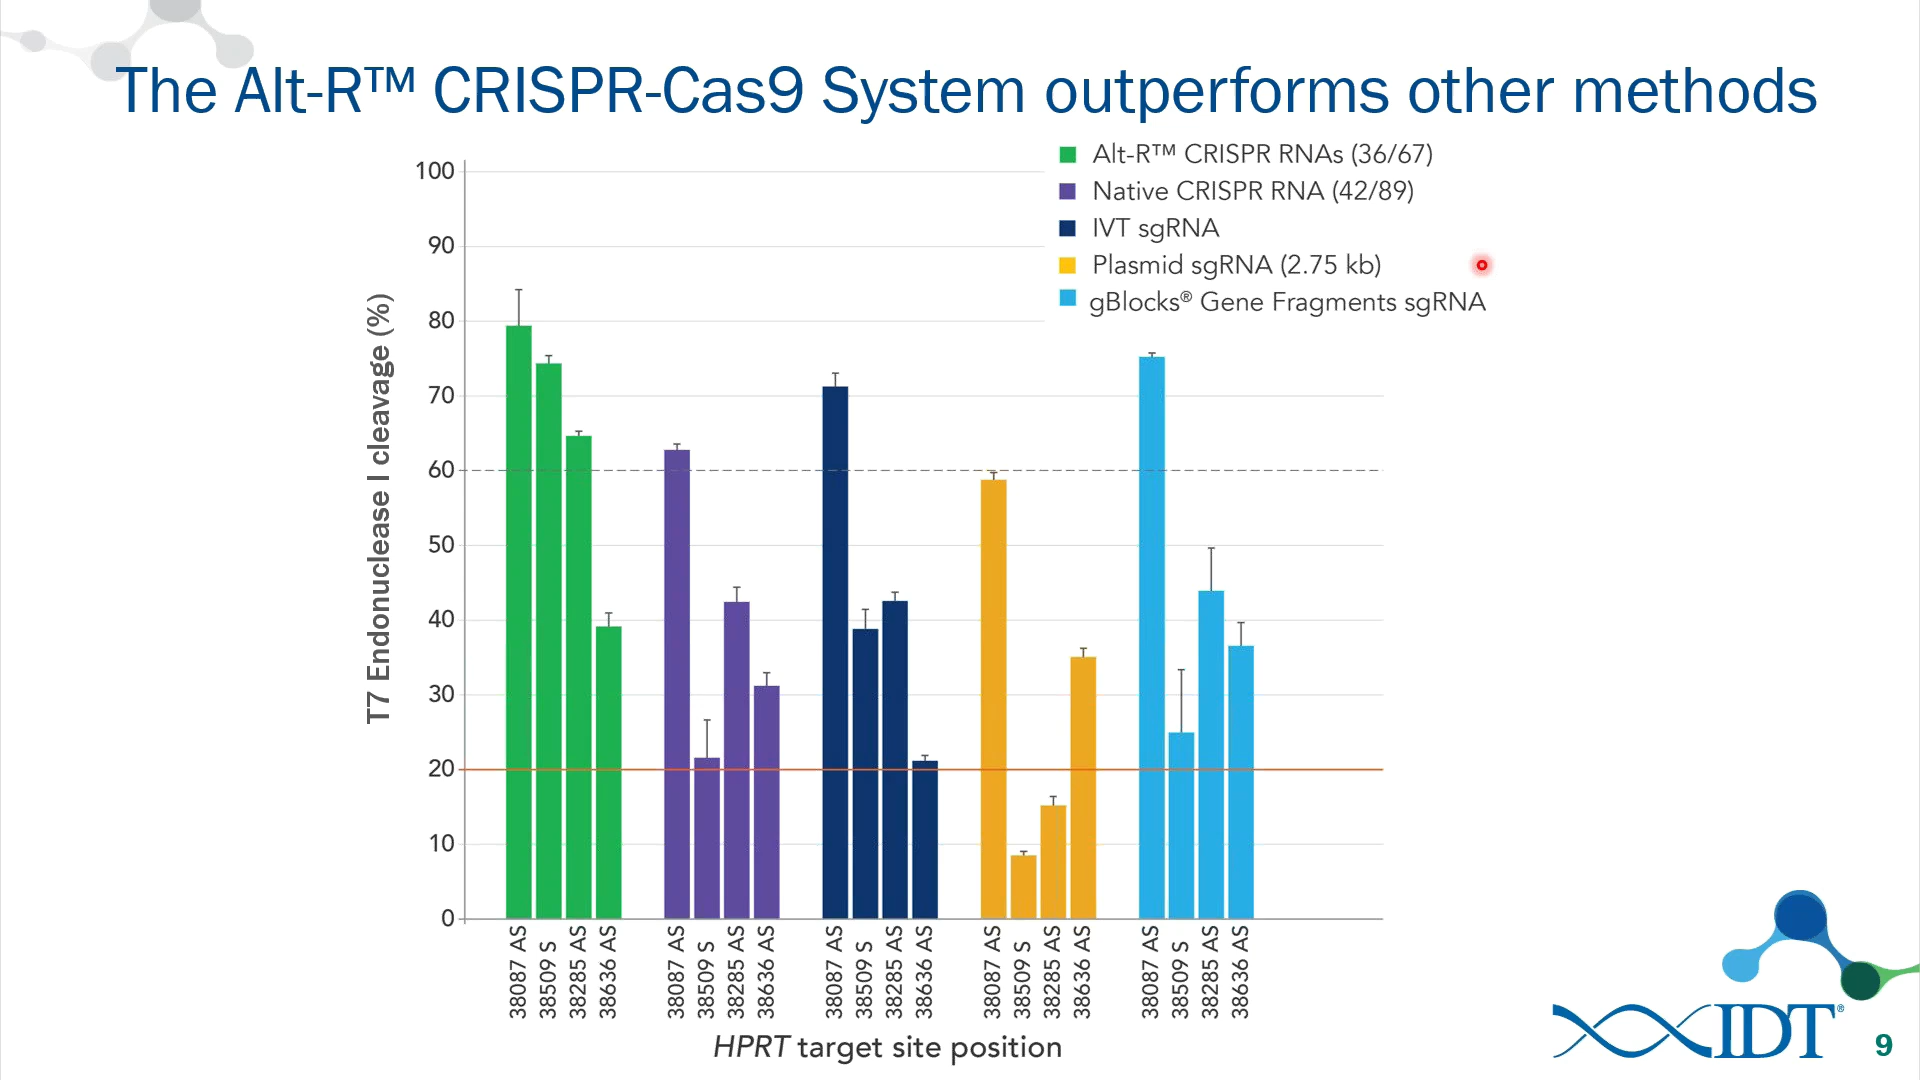 The Alt-R™ CRISPR-Cas9 System outperforms other methods
Alt-R™ CRISPR RNAs (36/67)
Native CRISPR RNA (42/89)
IVT sgRNA
Plasmid sgRNA (2.75 kb)
gBlocks® Gene Fragments sgRNA
T7 Endonuclease I cleavage (%)
100
90
80
70
60
50
40
30
20
10
0
38087 AS
38509 S
38285 AS
38636 AS
38087 AS
38509 S
38285 AS
38636 AS
38087 AS
38509 S
38285 AS
38636 AS
38087 AS
38509 S
38285 AS
38636 AS
38087 AS
38509 S
38285 AS
38636 AS
HPRT target site position
IDT®
9